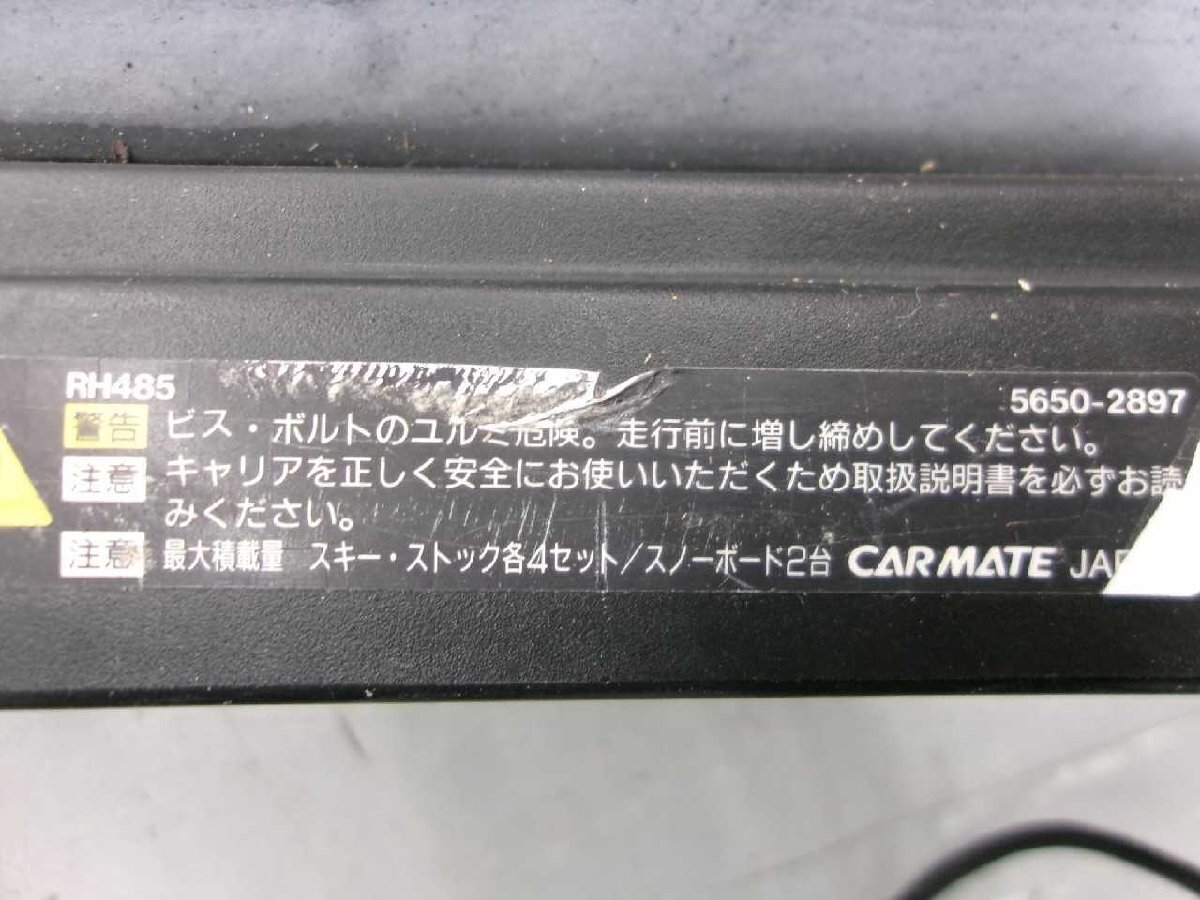 RH485 5650-2897
警告 ビス・ボルトのユルミ危険。走行前に増し締めしてください。
注意 キャリアを正しく安全にお使いいただくため取扱説明書を必ずお読
みください。
注意 最大積載量 スキー・ストック各4セット/スノーボード2台 CARMATE JAP